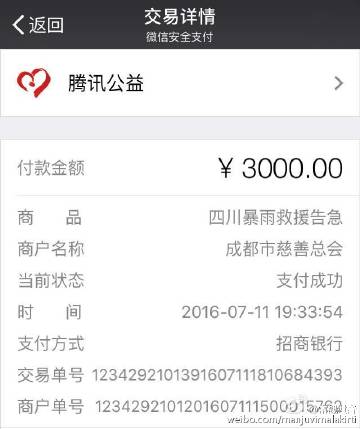 返回
交易详情
微信安全支付
腾讯公益
付款金额 ¥ 3000.00
商 品 四川暴雨救援告急
商户名称 成都市慈善总会
当前状态 支付成功
时 间 2016-07-11 19:33:54
支付方式 招商银行
交易单号 1234292101391607111810684393
商户单号 1234292101201607111500015762
weibo.com/manjuvimalakirti